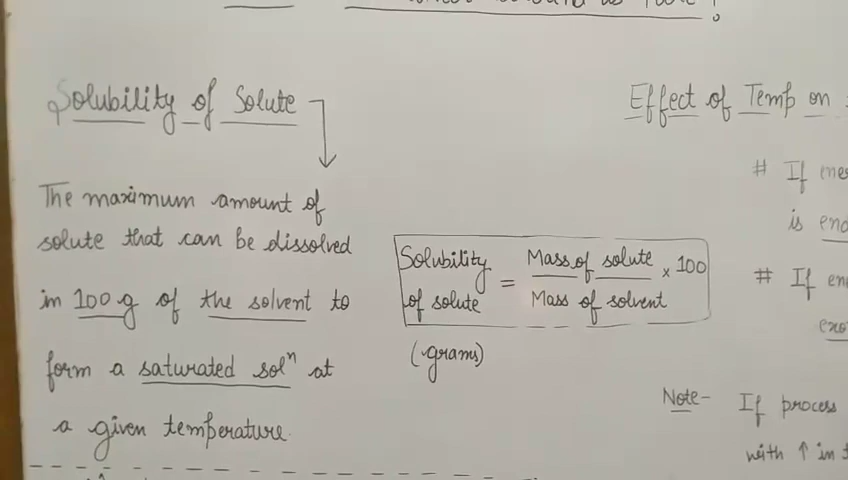 Solubility of Solute
The maximum amount of
solute that can be dissolved
in 100 g of the solvent to
form a saturated solⁿ at
a given temperature.
Solubility of solute = Mass of solute / Mass of solvent × 100
(grams)
Effect of Temp on
# If
is
# If
Note- If process
with ↑ in